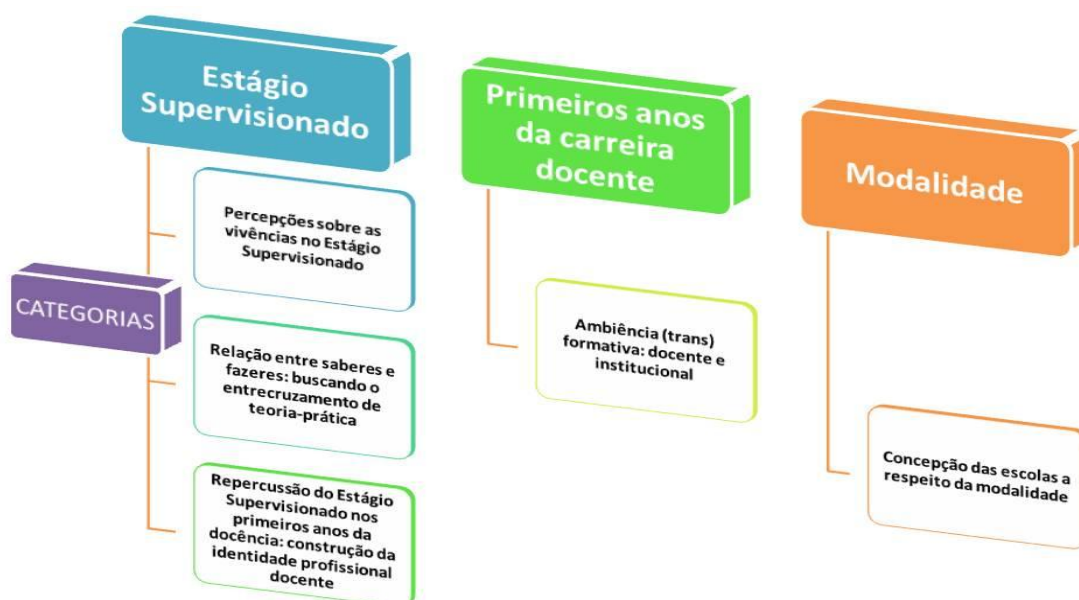 Estágio
Supervisionado
Percepções sobre as
vivências no Estágio
Supervisionado
CATEGORIAS
Relação entre saberes e
fazeres: buscando o
entrecruzamento de
teoria-prática
Repercussão do Estágio
Supervisionado nos
primeiros anos da
docência: construção da
identidade profissional
docente
Primeiros anos
da carreira
docente
Ambiência (trans)
formativa: docente e
institucional
Modalidade
Concepção das escolas a
respeito da modalidade